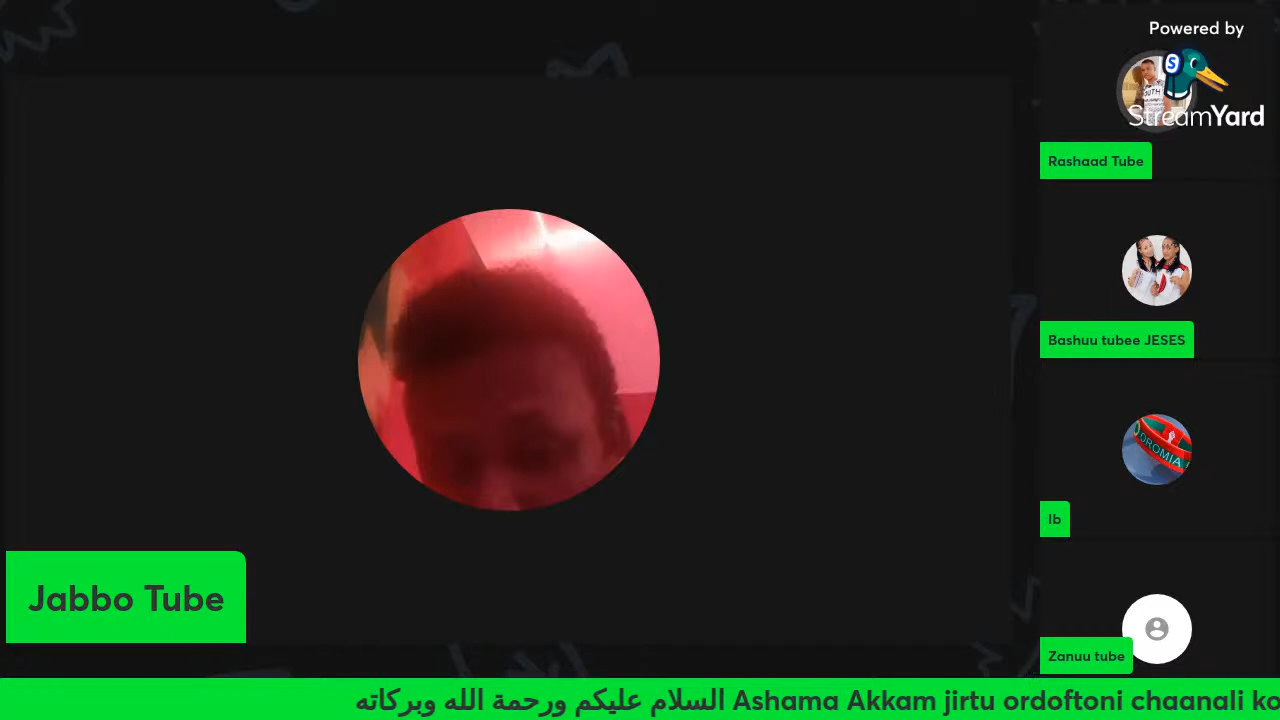 Powered by
StreamYard
Rashaad Tube
Bashuu tubee JESES
OROMIA
Ib
Jabbo Tube
Zanuu tube
السلام عليكم ورحمة الله وبركاته Ashama Akkam jirtu ordoftoni chaanali